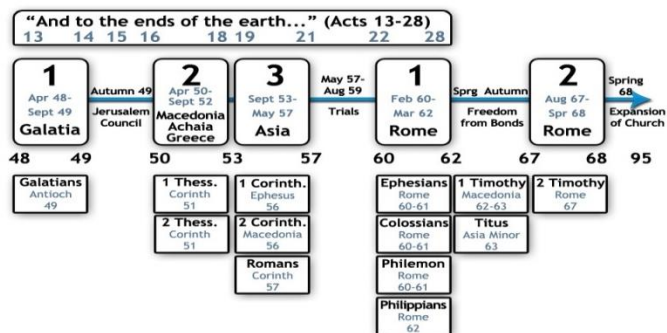 “And to the ends of the earth...” (Acts 13-28)
13 14 15 16 18 19 21 22 28
1
Apr 48-
Sept 49
Galatia
Autumn 49
Jerusalem
Council
2
Apr 50-
Sept 52
Macedonia
Achaia
Greece
3
Sept 53-
May 57
Asia
May 57-
Aug 59
Trials
1
Feb 60-
Mar 62
Rome
Sprg Autumn
Freedom
from Bonds
2
Aug 67-
Spr 68
Rome
Spring
68
Expansion
of Church
48 49 50 53 57 60 62 67 68 95
Galatians
Antioch
49
1 Thess.
Corinth
51
2 Thess.
Corinth
51
1 Corinth.
Ephesus
56
2 Corinth.
Macedonia
56
Romans
Corinth
57
Ephesians
Rome
60-61
Colossians
Rome
60-61
Philemon
Rome
60-61
Philippians
Rome
62
1 Timothy
Macedonia
62-63
Titus
Asia Minor
63
2 Timothy
Rome
67